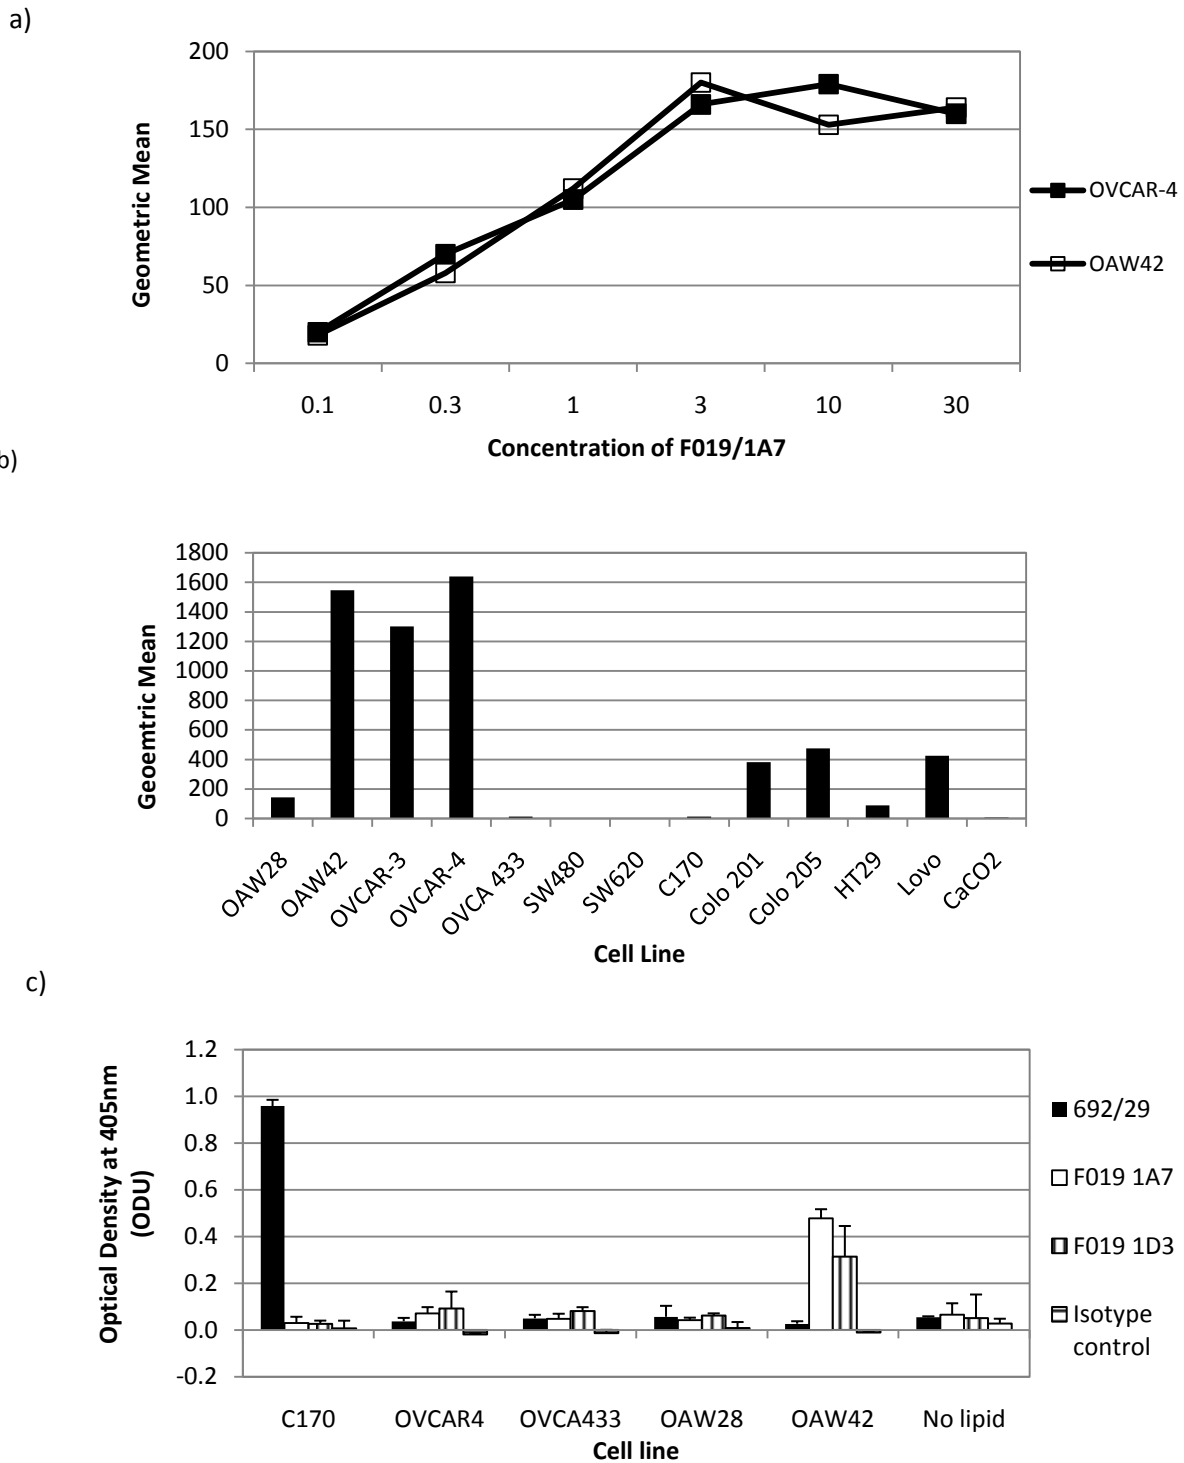 a)
200
150
100
50
0
Geometric Mean
0.1 0.3 1 3 10 30
Concentration of F019/1A7
OVCAR-4
OAW42
b)
1800
1600
1400
1200
1000
800
600
400
200
0
Geoemtric Mean
OAW28 OAW42 OVCAR-3 OVCAR-4 OVCA 433 SW480 SW620 C170 Colo 201 Colo 205 HT29 Lovo CaCO2
Cell Line
c)
1.2
1.0
0.8
0.6
0.4
0.2
0.0
-0.2
Optical Density at 405nm
(ODU)
C170 OVCAR4 OVCA433 OAW28 OAW42 No lipid
Cell line
692/29
F019 1A7
F019 1D3
Isotype
control